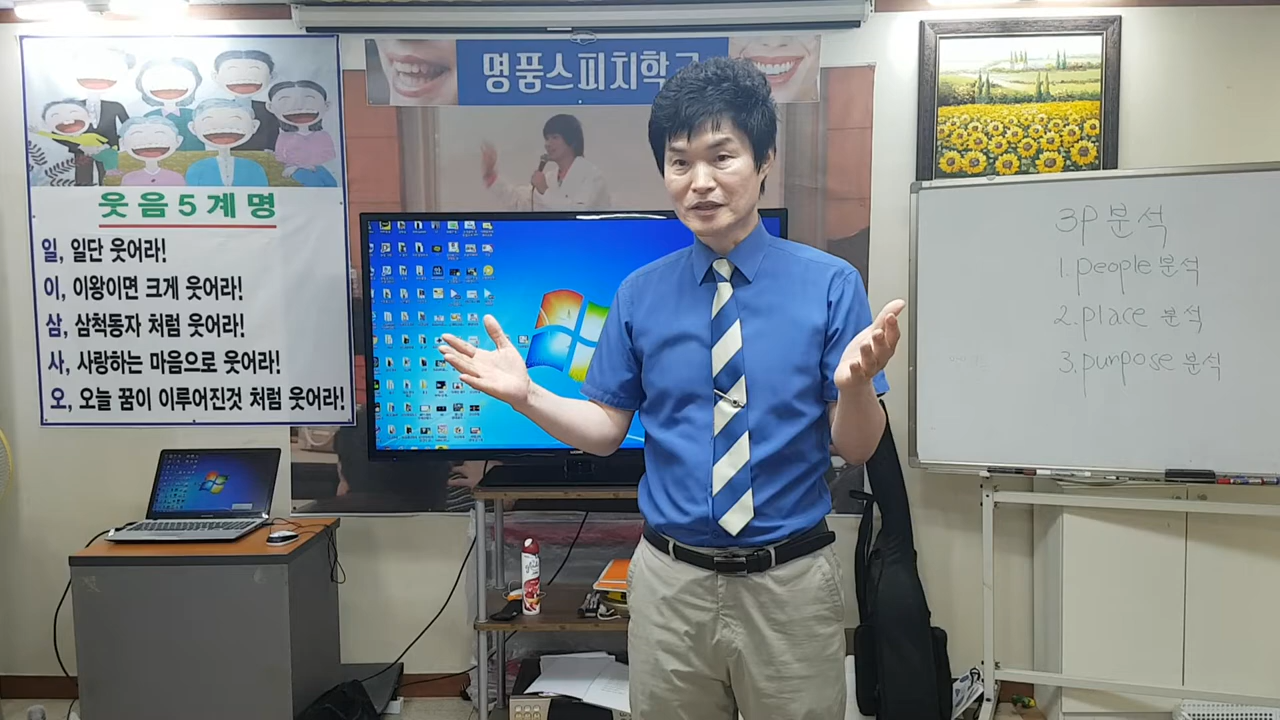 명품스피치학교
웃음5계명
일, 일단 웃어라!
이, 이왕이면 크게 웃어라!
삼, 삼척동자 처럼 웃어라!
사, 사랑하는 마음으로 웃어라!
오, 오늘 꿈이 이루어진것 처럼 웃어라!
3P분석
1. people 분석
2. place 분석
3. purpose 분석